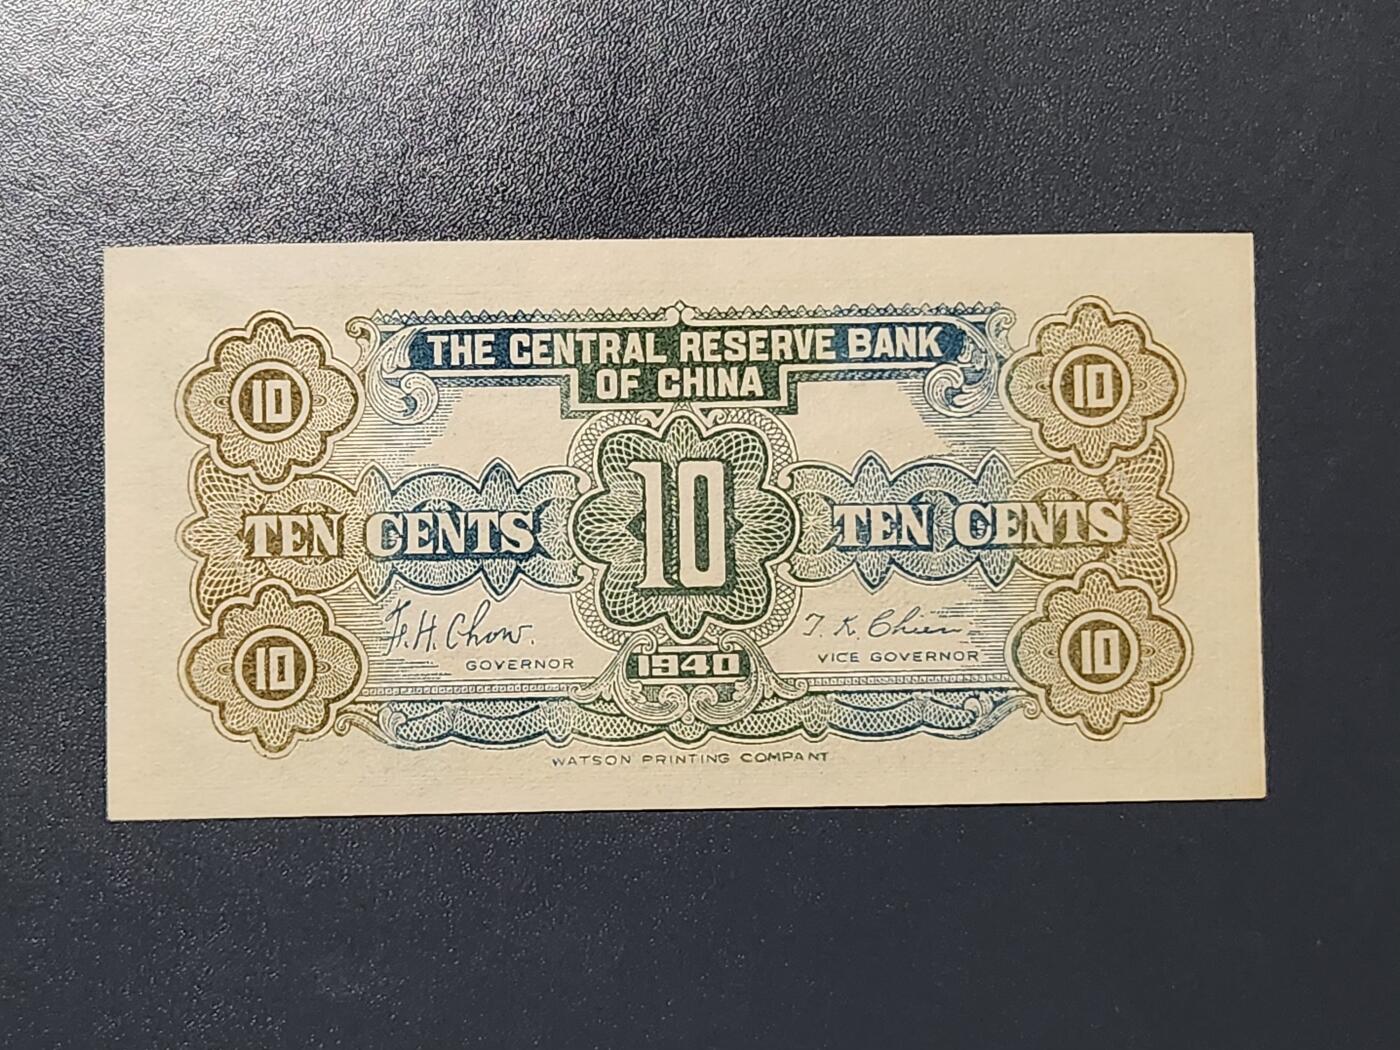 THE CENTRAL RESERVE BANK
OF CHINA
10 10
10
TEN CENTS TEN CENTS
F.H. Chow. T. K. Chien
GOVERNOR VICE GOVERNOR
10 1940 10
WATSON PRINTING COMPANY